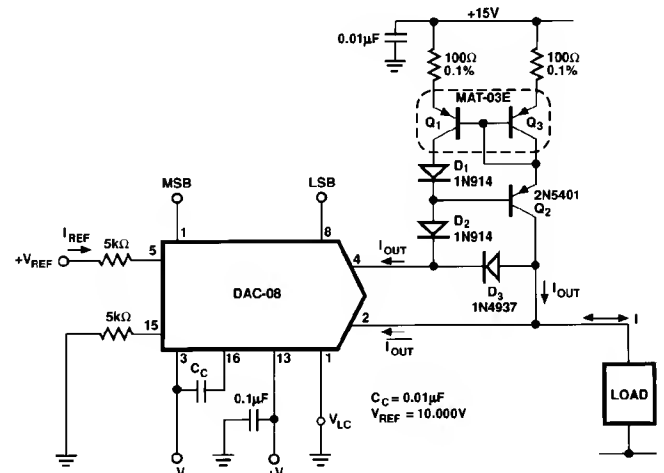 +15V
0.01μF
100Ω
0.1%
100Ω
0.1%
MAT-03E
Q1
Q3
D1
1N914
2N5401
Q2
D2
1N914
MSB
LSB
IREF
+VREF
5kΩ
5
1
8
4
IOUT
DAC-08
D3
1N4937
IOUT
I
5kΩ
15
2
IOUT
3
16
13
1
CC
0.1μF
VLC
CC = 0.01μF
VREF = 10.000V
LOAD